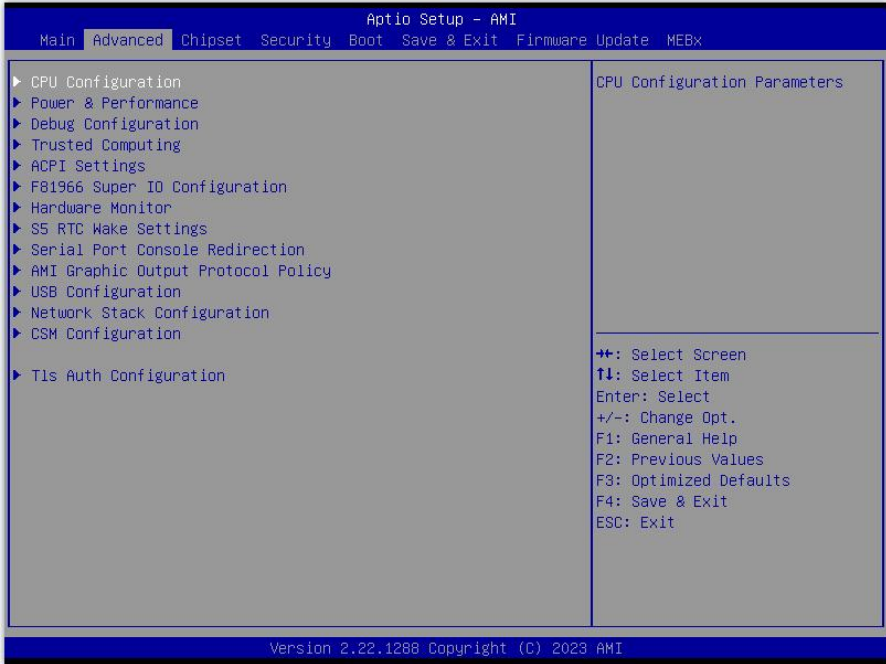 Aptio Setup – AMI
Main Advanced Chipset Security Boot Save & Exit Firmware Update MEBx
▶ CPU Configuration
▶ Power & Performance
▶ Debug Configuration
▶ Trusted Computing
▶ ACPI Settings
▶ F81966 Super IO Configuration
▶ Hardware Monitor
▶ S5 RTC Wake Settings
▶ Serial Port Console Redirection
▶ AMI Graphic Output Protocol Policy
▶ USB Configuration
▶ Network Stack Configuration
▶ CSM Configuration
▶ Tls Auth Configuration
CPU Configuration Parameters
→←: Select Screen
↑↓: Select Item
Enter: Select
+/-: Change Opt.
F1: General Help
F2: Previous Values
F3: Optimized Defaults
F4: Save & Exit
ESC: Exit
Version 2.22.1288 Copyright (C) 2023 AMI